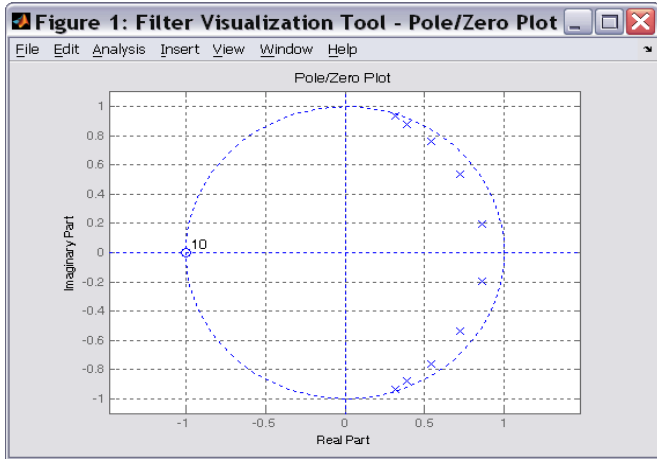 Figure 1: Filter Visualization Tool - Pole/Zero Plot
File Edit Analysis Insert View Window Help
Pole/Zero Plot
1
0.8
0.6
0.4
0.2
0
-0.2
-0.4
-0.6
-0.8
-1
Imaginary Part
10
-1 -0.5 0 0.5 1
Real Part